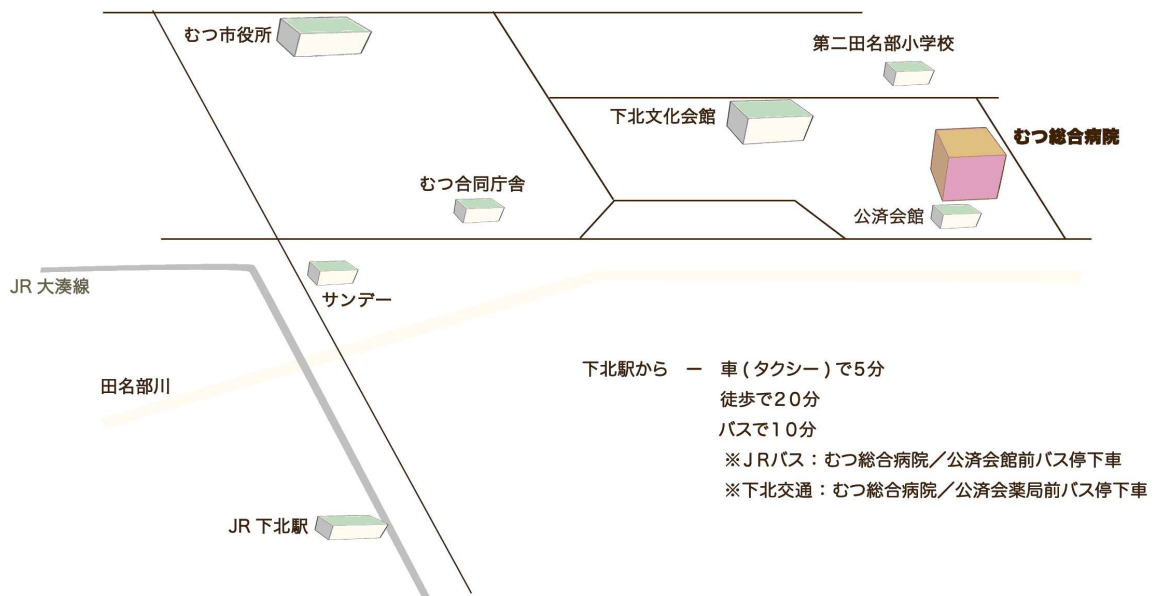 むつ市役所
第二田名部小学校
下北文化会館
むつ総合病院
むつ合同庁舎
公済会館
JR 大湊線
サンデー
田名部川
下北駅から ー 車 ( タクシー ) で5分
徒歩で20分
バスで10分
※JRバス：むつ総合病院／公済会館前バス停下車
※下北交通：むつ総合病院／公済会薬局前バス停下車
JR 下北駅